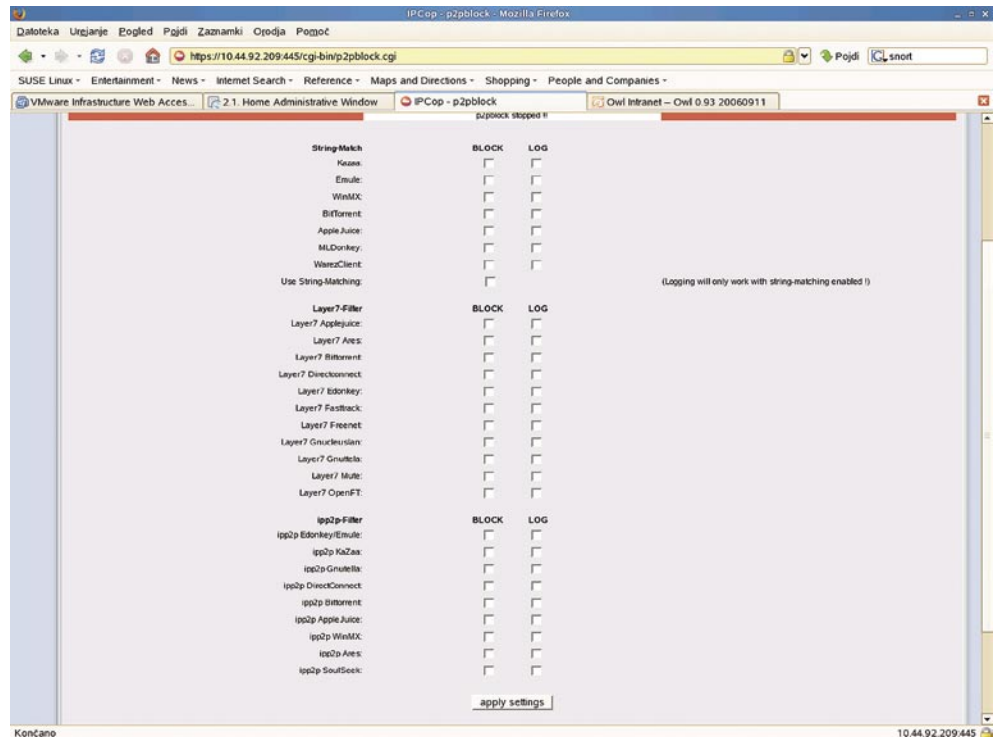 IPCop - p2pblock - Mozilla Firefox
Datoteka Urejanje Pogled Pojdi Zaznamki Orodja Pomoč
https://10.44.92.209:445/cgi-bin/p2pblock.cgi Pojdi snort
SUSE Linux Entertainment News Internet Search Reference Maps and Directions Shopping People and Companies
VMware Infrastructure Web Acces... 2.1. Home Administrative Window IPCop - p2pblock Owl Intranet -- Owl 0.93 20060911
p2pblock stopped !!
String-Match BLOCK LOG
Kazaa:
Emule:
WinMX:
BitTorrent:
Apple Juice:
MLDonkey:
WarezClient:
Use String-Matching: (Logging will only work with string-matching enabled !)
Layer7-Filter BLOCK LOG
Layer7 Applejuice:
Layer7 Ares:
Layer7 Bittorrent:
Layer7 Directconnect:
Layer7 Edonkey:
Layer7 Fasttrack:
Layer7 Freenet:
Layer7 Gnucleuslan:
Layer7 Gnuttela:
Layer7 Mute:
Layer7 OpenFT:
ipp2p-Filter BLOCK LOG
ipp2p Edonkey/Emule:
ipp2p KaZaa:
ipp2p Gnutella:
ipp2p DirectConnect:
ipp2p Bittorrent:
ipp2p Apple Juice:
ipp2p WinMX:
ipp2p Ares:
ipp2p SoulSeek:
apply settings
Končano 10.44.92.209:445